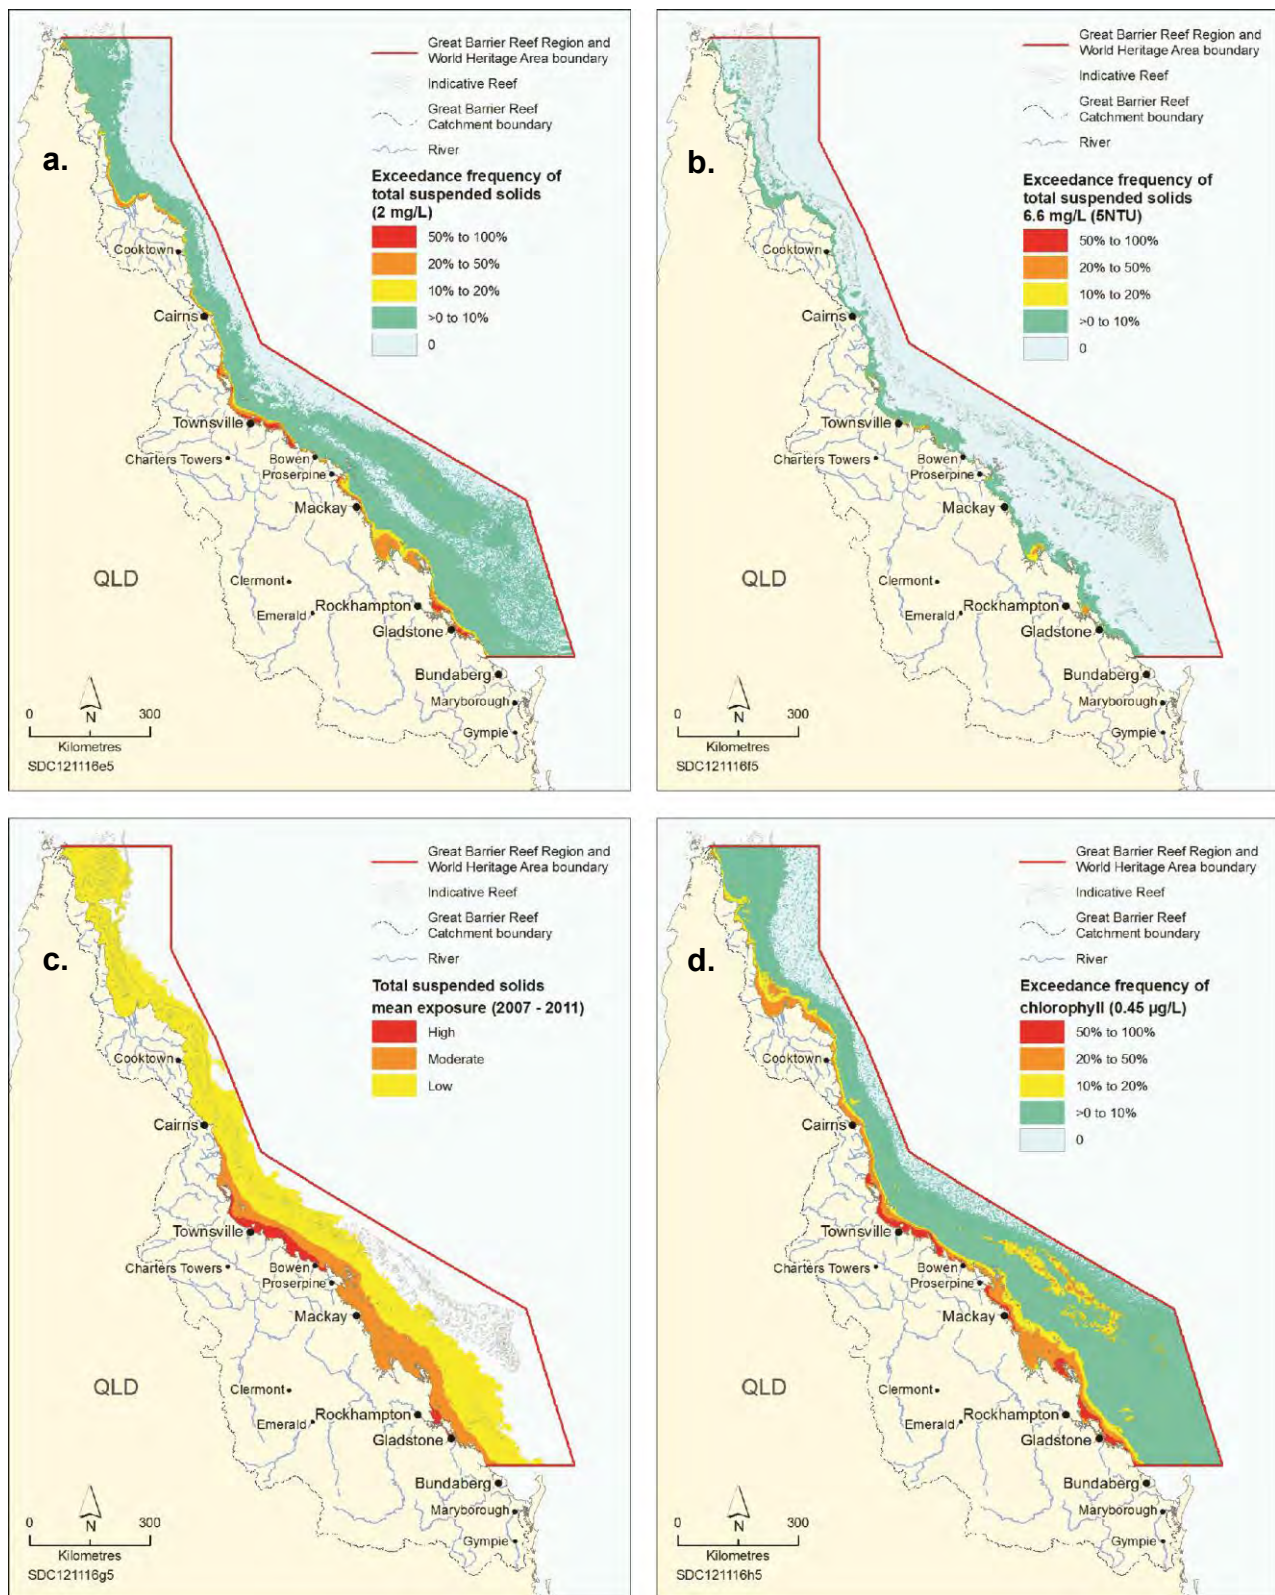 a.
Great Barrier Reef Region and
World Heritage Area boundary
Indicative Reef
Great Barrier Reef
Catchment boundary
River
Exceedance frequency of
total suspended solids
(2 mg/L)
50% to 100%
20% to 50%
10% to 20%
>0 to 10%
0
Cooktown
Cairns
Townsville
Charters Towers
Bowen
Proserpine
Mackay
QLD
Clermont
Emerald
Rockhampton
Gladstone
Bundaberg
Maryborough
Gympie
0 N 300
Kilometres
SDC121116e5
b.
Great Barrier Reef Region and
World Heritage Area boundary
Indicative Reef
Great Barrier Reef
Catchment boundary
River
Exceedance frequency of
total suspended solids
6.6 mg/L (5NTU)
50% to 100%
20% to 50%
10% to 20%
>0 to 10%
0
Cooktown
Cairns
Townsville
Charters Towers
Bowen
Proserpine
Mackay
QLD
Clermont
Emerald
Rockhampton
Gladstone
Bundaberg
Maryborough
Gympie
0 N 300
Kilometres
SDC121116f5
c.
Great Barrier Reef Region and
World Heritage Area boundary
Indicative Reef
Great Barrier Reef
Catchment boundary
River
Total suspended solids
mean exposure (2007 - 2011)
High
Moderate
Low
Cooktown
Cairns
Townsville
Charters Towers
Bowen
Proserpine
Mackay
QLD
Clermont
Emerald
Rockhampton
Gladstone
Bundaberg
Maryborough
Gympie
0 N 300
Kilometres
SDC121116g5
d.
Great Barrier Reef Region and
World Heritage Area boundary
Indicative Reef
Great Barrier Reef
Catchment boundary
River
Exceedance frequency of
chlorophyll (0.45 µg/L)
50% to 100%
20% to 50%
10% to 20%
>0 to 10%
0
Cooktown
Cairns
Townsville
Charters Towers
Bowen
Proserpine
Mackay
QLD
Clermont
Emerald
Rockhampton
Gladstone
Bundaberg
Maryborough
Gympie
0 N 300
Kilometres
SDC121116h5